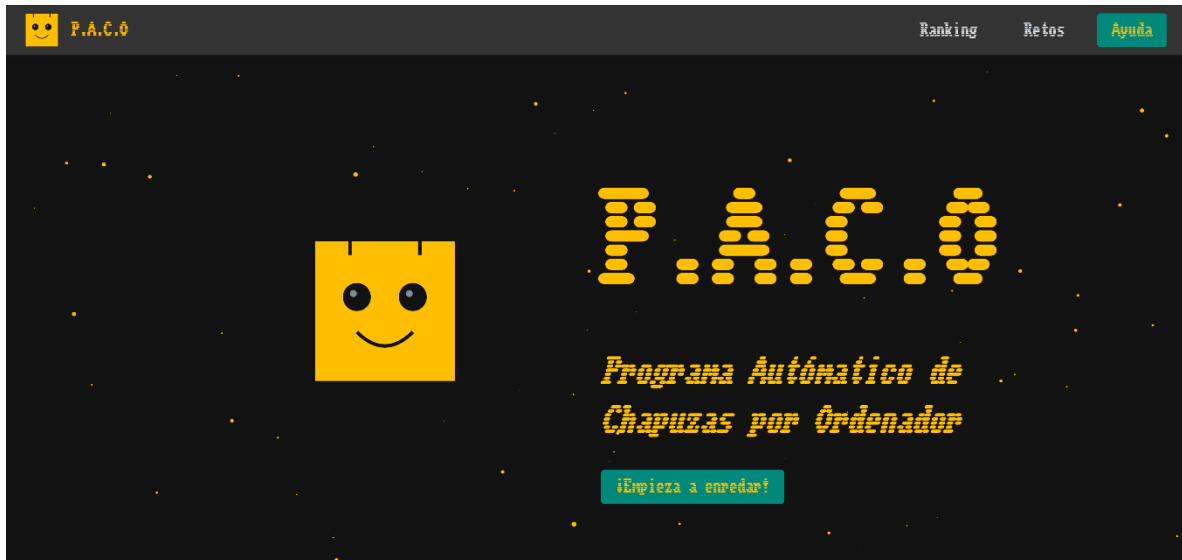 P.A.C.O
Ranking
Retos
Ayuda
P.A.C.O
Programa Autómatico de
Chapuzas por Ordenador
¡Empieza a enredar!